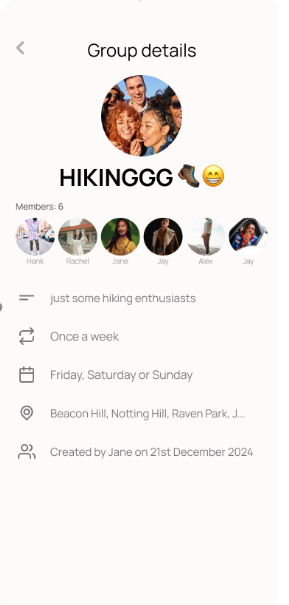 Group details
HIKINGGG 🥾😁
Members: 6
Hank Rachel Jane Jay Alex Jay
just some hiking enthusiasts
Once a week
Friday, Saturday or Sunday
Beacon Hill, Notting Hill, Raven Park, J...
Created by Jane on 21st December 2024